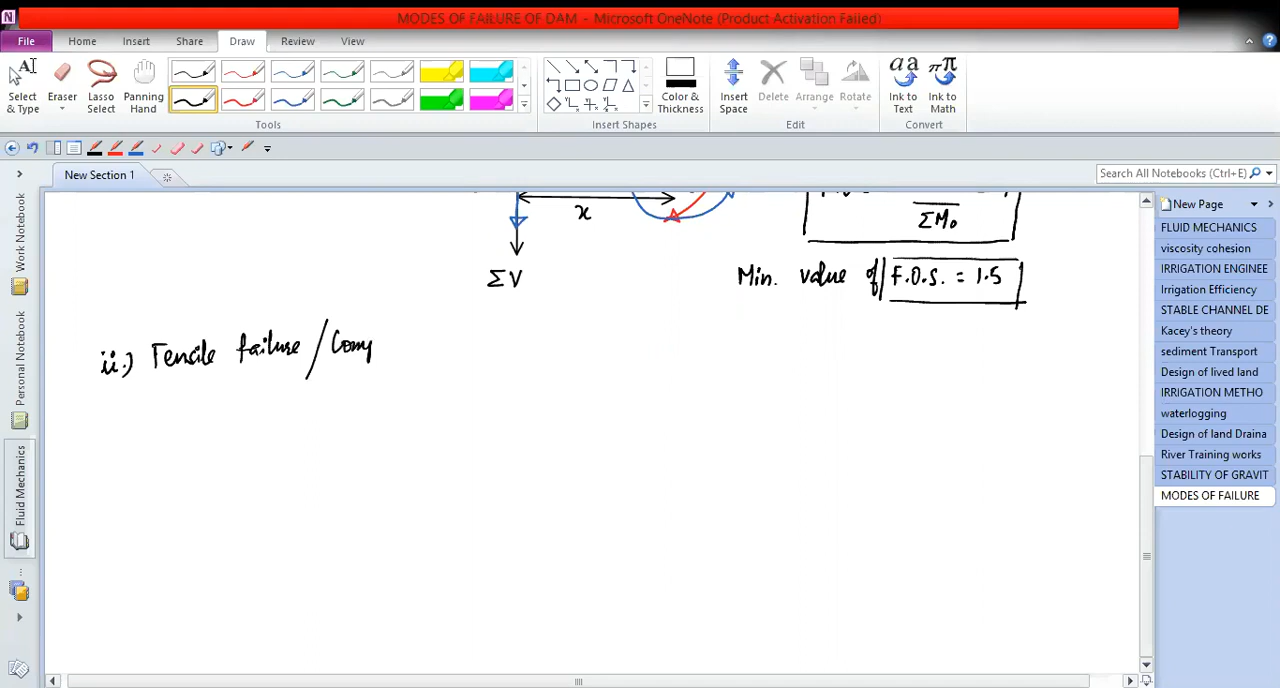 MODES OF FAILURE OF DAM - Microsoft OneNote (Product Activation Failed)
File Home Insert Share Draw Review View
Select & Type
Eraser
Lasso Select
Panning Hand
Color & Thickness
Insert Space
Delete
Arrange
Rotate
Ink to Text
Ink to Math
Tools
Insert Shapes
Edit
Convert
New Section 1
Search All Notebooks (Ctrl+E)
Work Notebook
Personal Notebook
Fluid Mechanics
New Page
FLUID MECHANICS
viscosity cohesion
IRRIGATION ENGINEE
Irrigation Efficiency
STABLE CHANNEL DE
Kacey's theory
sediment Transport
Design of lived land
IRRIGATION METHO
waterlogging
Design of land Draina
River Training works
STABILITY OF GRAVIT
MODES OF FAILURE
x
ΣM₀
ΣV
Min. value of F.O.S. = 1.5
ii.) Tensile failure / Comp